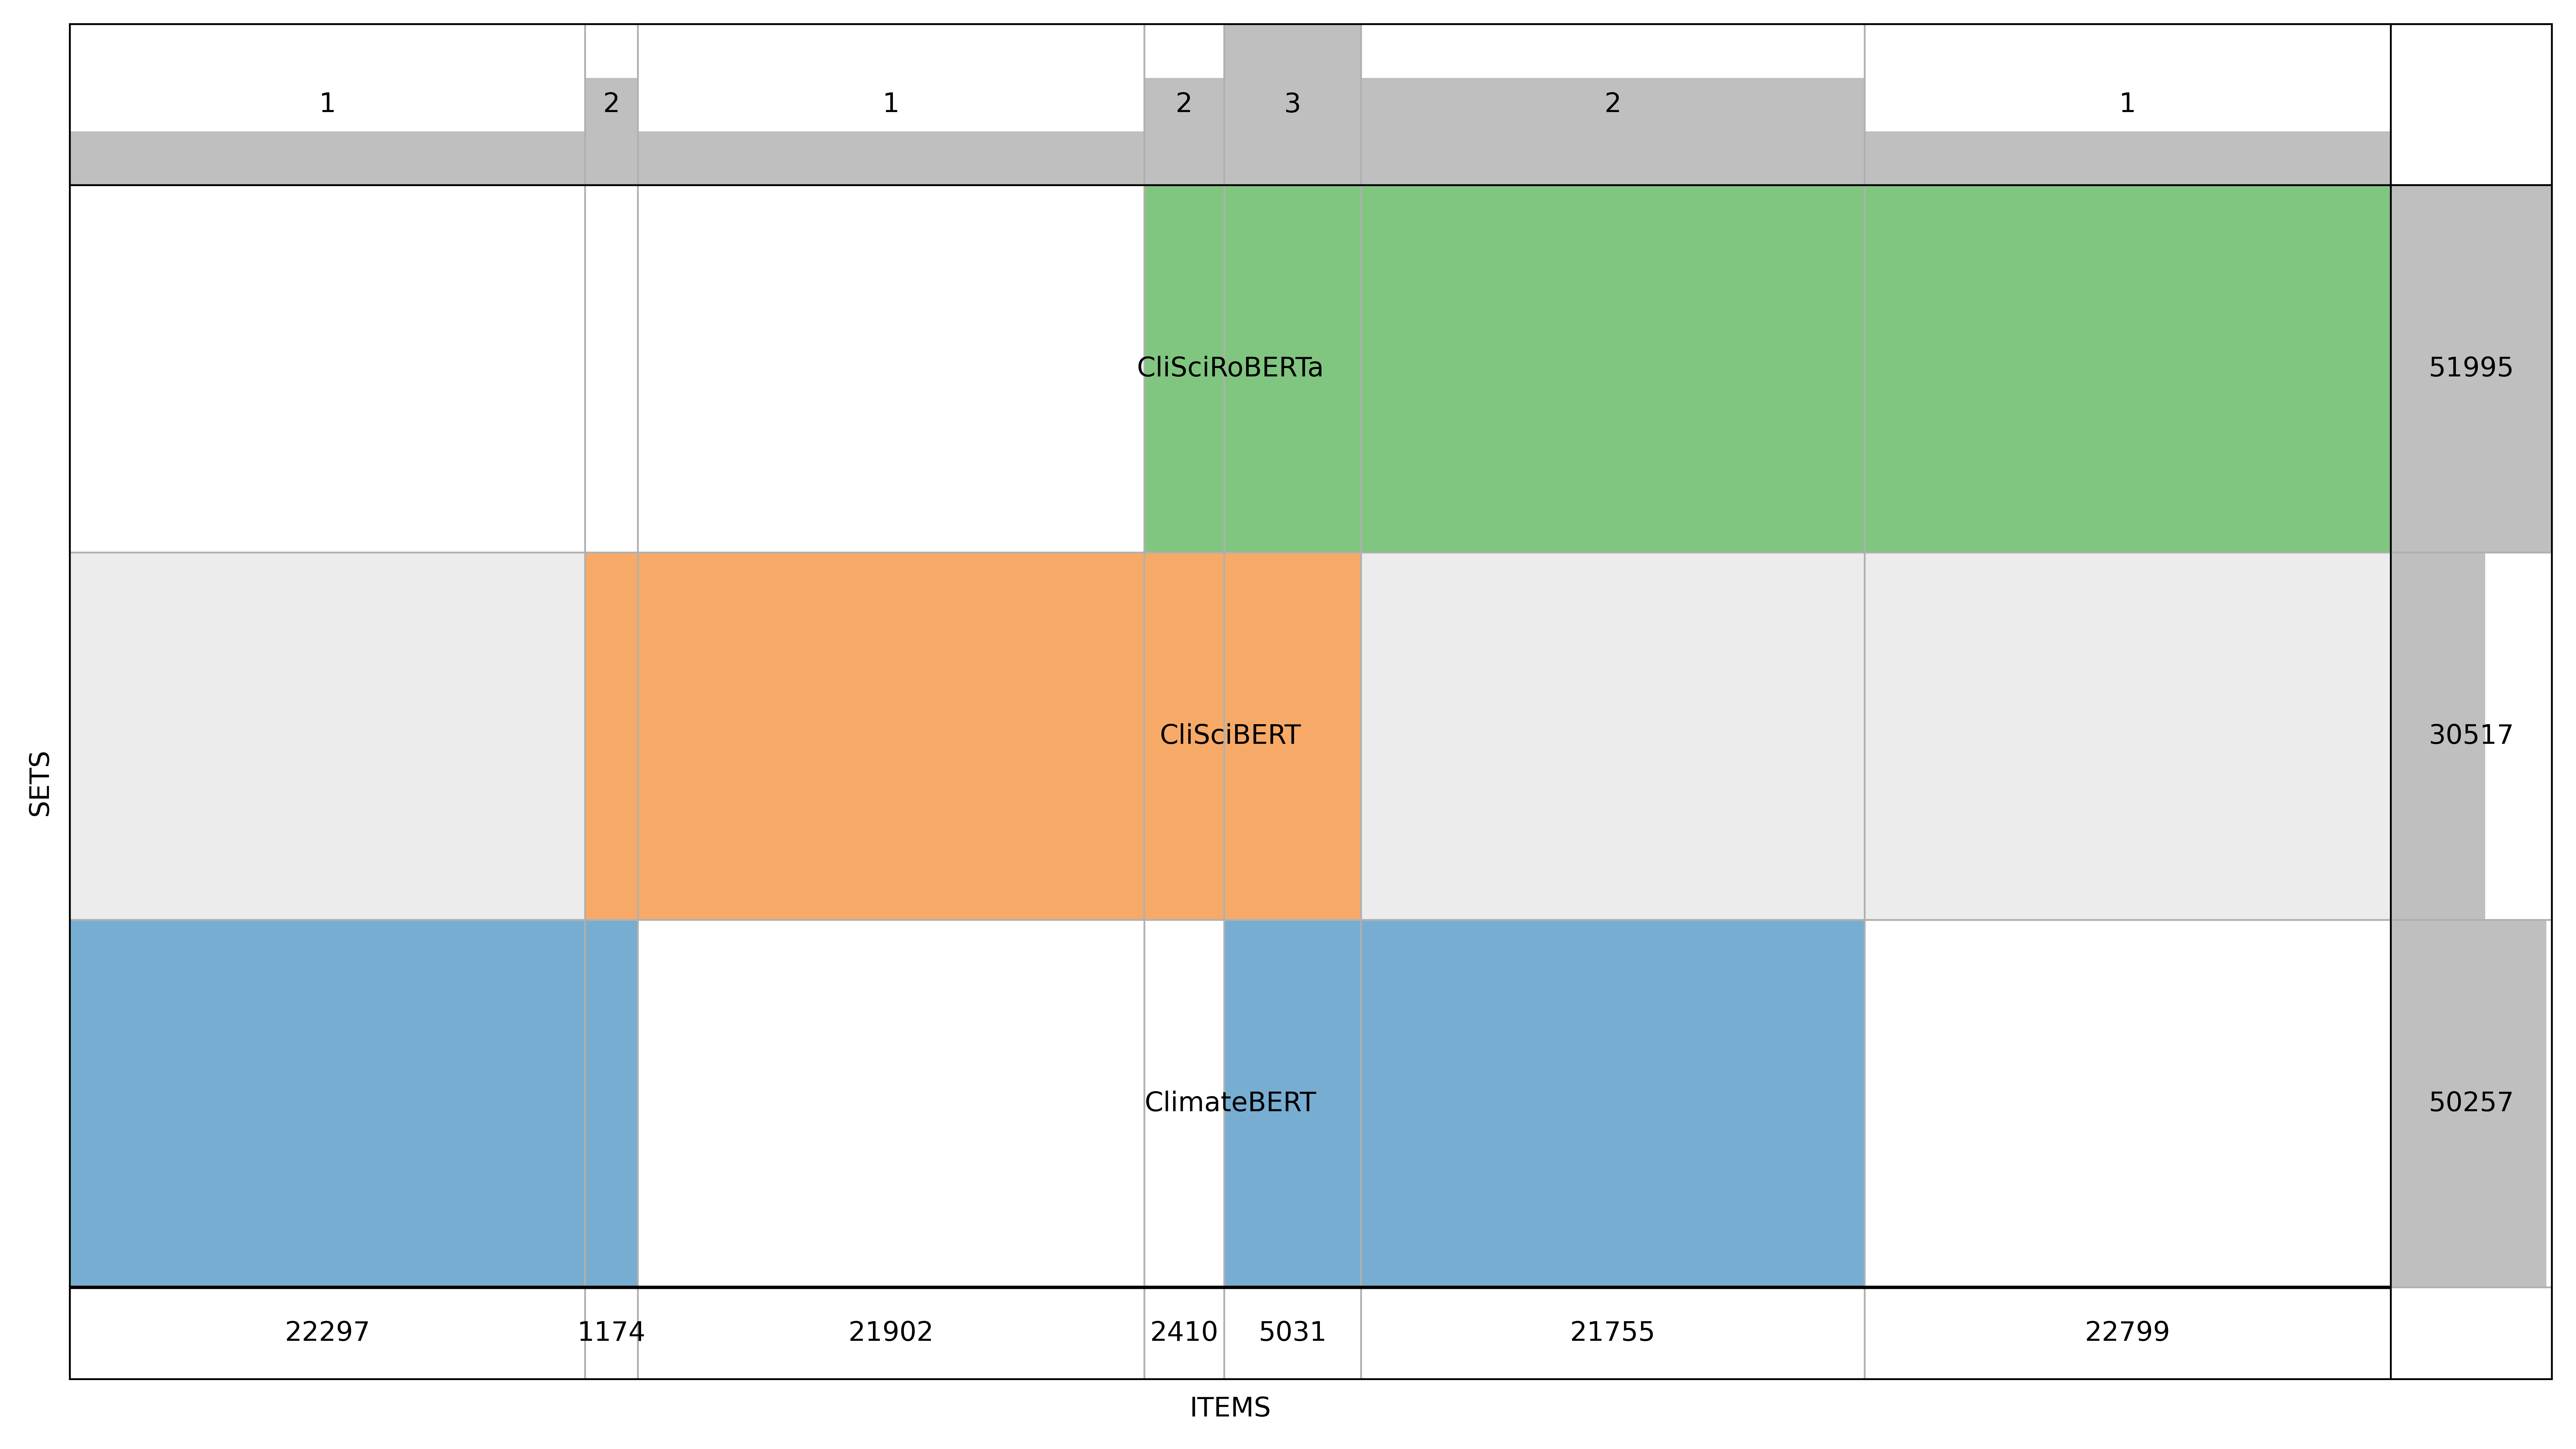 1 2 1 2 3 2 1
CliSciRoBERTa 51995
CliSciBERT 30517
SETS
ClimateBERT 50257
22297 1174 21902 2410 5031 21755 22799
ITEMS